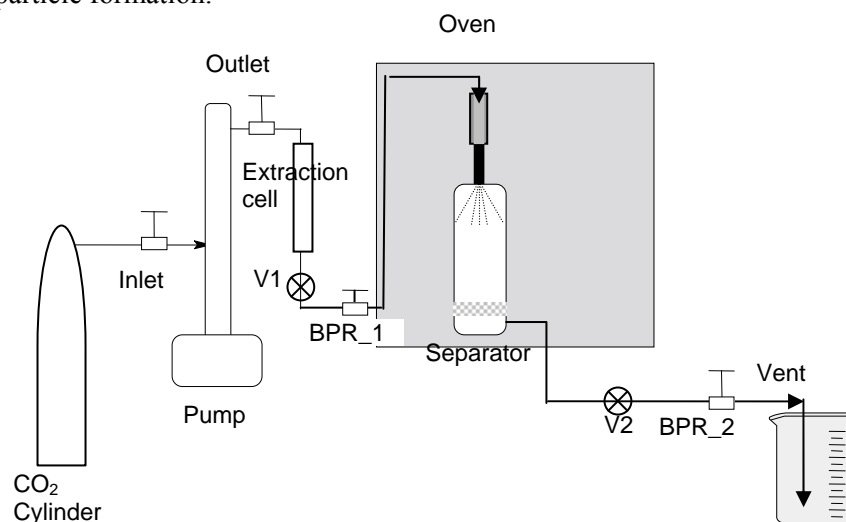 particle formation.
Oven
Outlet
Extraction
cell
Inlet
V1
BPR_1
Separator
Pump
V2
BPR_2
Vent
CO₂
Cylinder